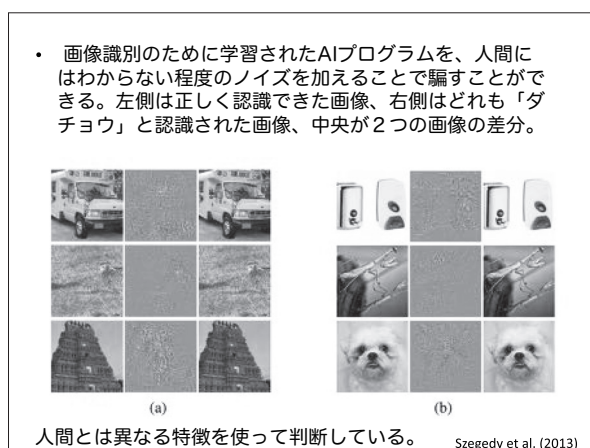 • 画像識別のために学習されたAIプログラムを、人間に
はわからない程度のノイズを加えることで騙すことがで
きる。左側は正しく認識できた画像、右側はどれも「ダ
チョウ」と認識された画像、中央が２つの画像の差分。
(a)
(b)
人間とは異なる特徴を使って判断している。
Szegedy et al. (2013)